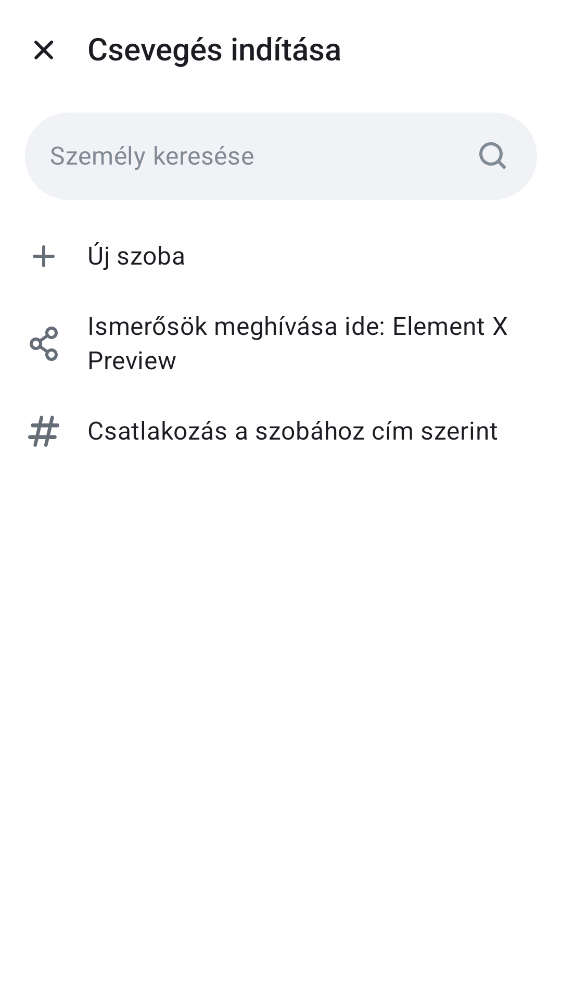 Csevegés indítása
Személy keresése
Új szoba
Ismerősök meghívása ide: Element X
Preview
Csatlakozás a szobához cím szerint